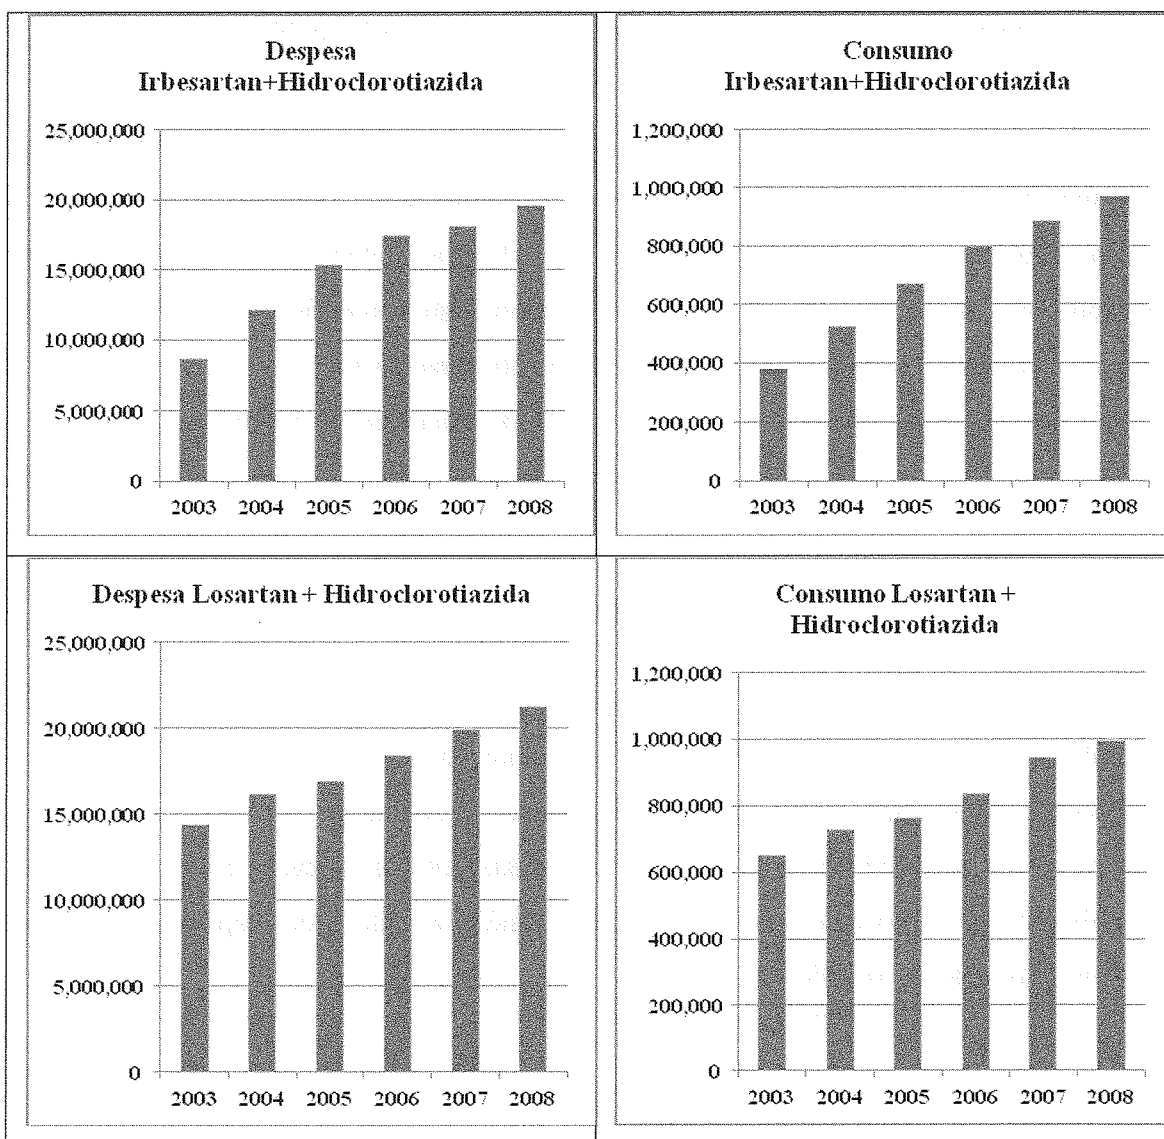 Despesa
Irbesartan+Hidroclorotiazida
25,000,000
20,000,000
15,000,000
10,000,000
5,000,000
0
2003 2004 2005 2006 2007 2008
Consumo
Irbesartan+Hidroclorotiazida
1,200,000
1,000,000
800,000
600,000
400,000
200,000
0
2003 2004 2005 2006 2007 2008
Despesa Losartan + Hidroclorotiazida
25,000,000
20,000,000
15,000,000
10,000,000
5,000,000
0
2003 2004 2005 2006 2007 2008
Consumo Losartan +
Hidroclorotiazida
1,200,000
1,000,000
800,000
600,000
400,000
200,000
0
2003 2004 2005 2006 2007 2008